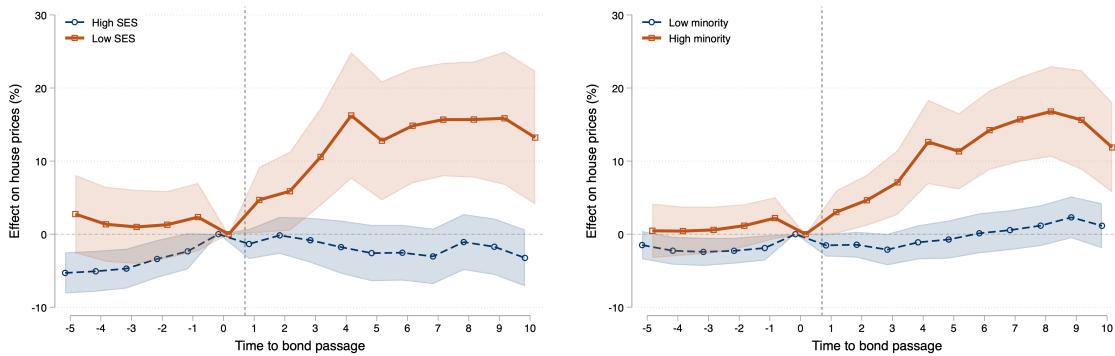 30
20
10
0
-10
Effect on house prices (%)
High SES
Low SES
-5 -4 -3 -2 -1 0 1 2 3 4 5 6 7 8 9 10
Time to bond passage
30
20
10
0
-10
Effect on house prices (%)
Low minority
High minority
-5 -4 -3 -2 -1 0 1 2 3 4 5 6 7 8 9 10
Time to bond passage